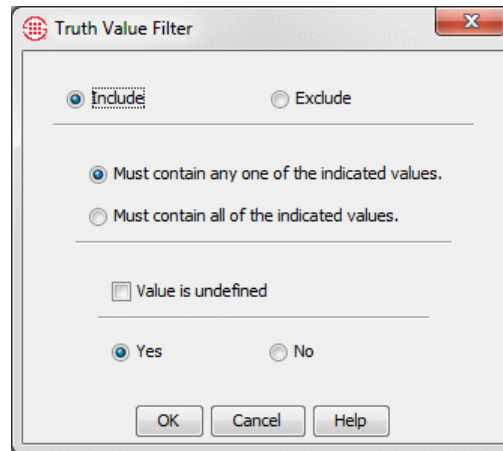 Truth Value Filter
Include Exclude
Must contain any one of the indicated values.
Must contain all of the indicated values.
Value is undefined
Yes No
OK Cancel Help